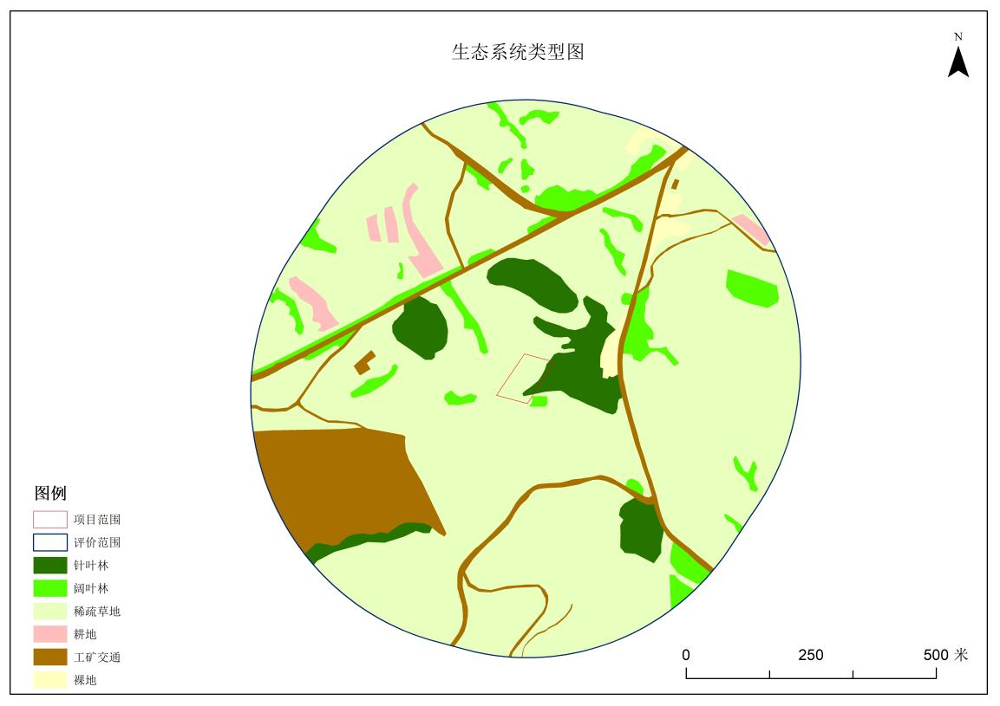 生态系统类型图
N
图例
项目范围
评价范围
针叶林
阔叶林
稀疏草地
耕地
工矿交通
裸地
0 250 500 米